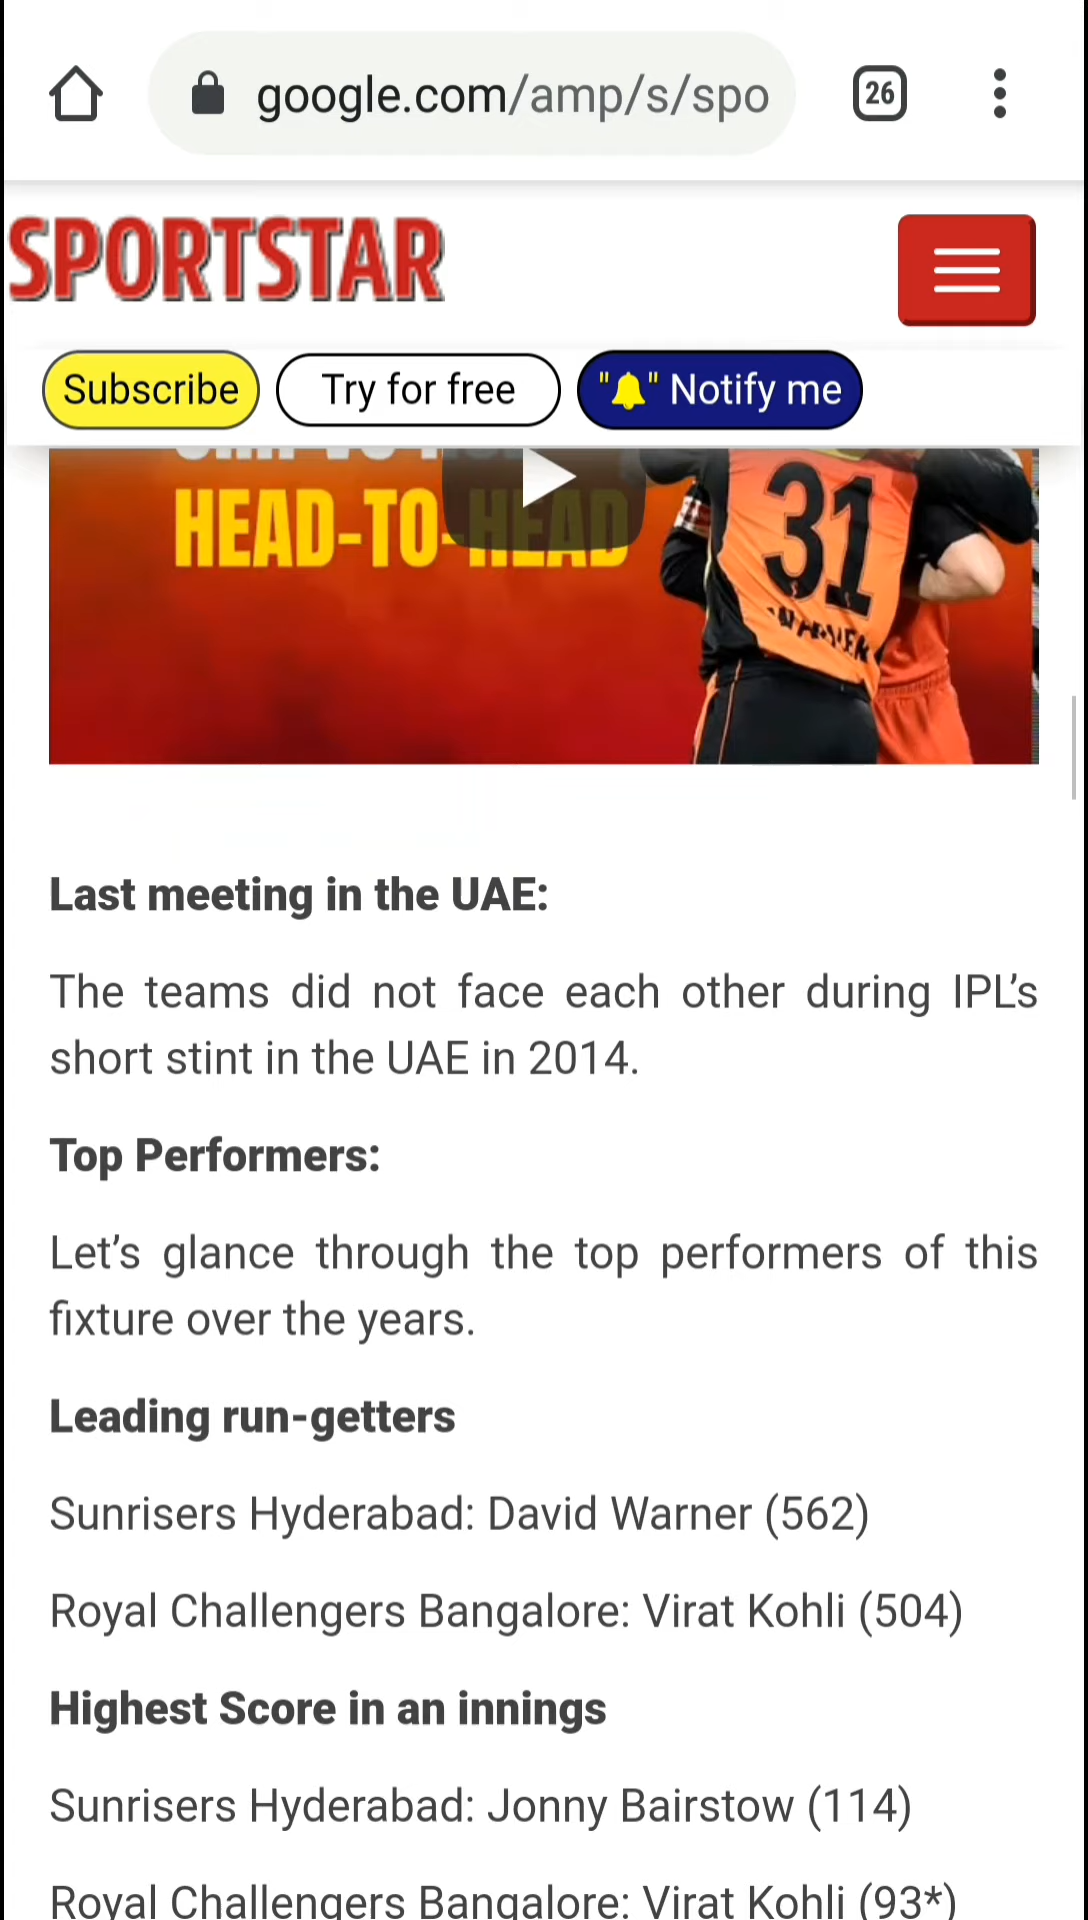 google.com/amp/s/spo
26
SPORTSTAR
Subscribe
Try for free
"🔔" Notify me
HEAD-TO-HEAD
31
WARNER
Last meeting in the UAE:
The teams did not face each other during IPL’s
short stint in the UAE in 2014.
Top Performers:
Let’s glance through the top performers of this
fixture over the years.
Leading run-getters
Sunrisers Hyderabad: David Warner (562)
Royal Challengers Bangalore: Virat Kohli (504)
Highest Score in an innings
Sunrisers Hyderabad: Jonny Bairstow (114)
Royal Challengers Bangalore: Virat Kohli (93*)